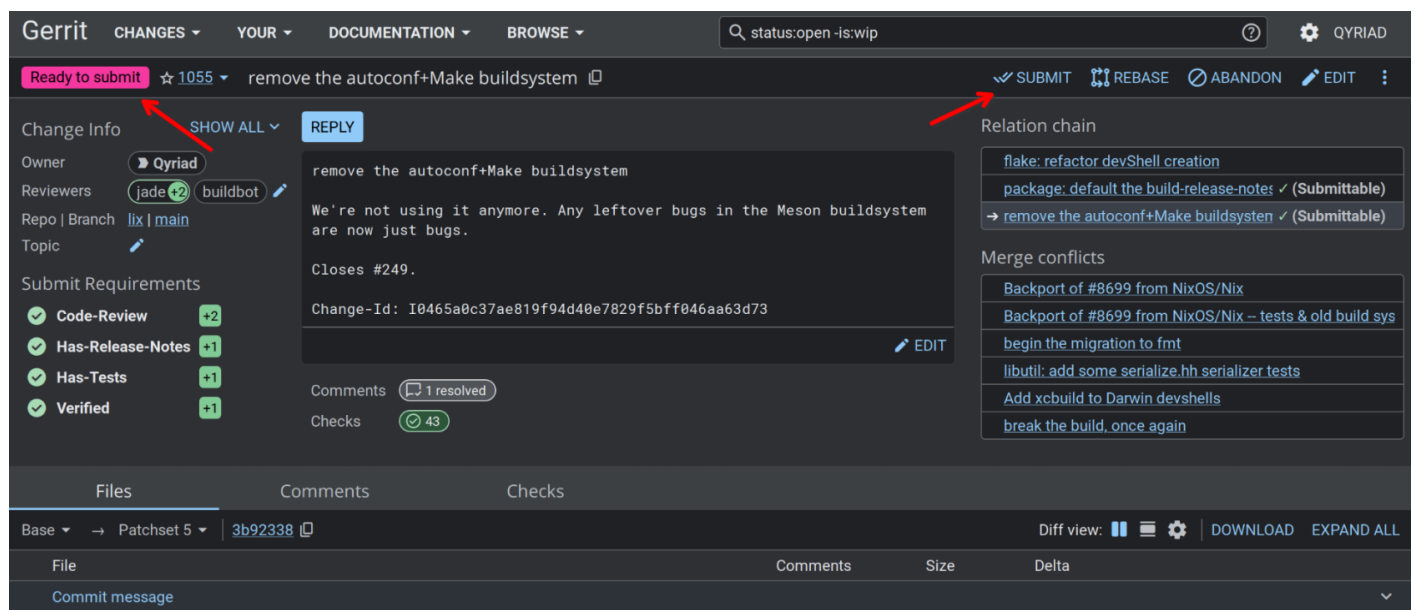 Gerrit CHANGES YOUR DOCUMENTATION BROWSE status:open -is:wip QYRIAD
Ready to submit 1055 remove the autoconf+Make buildsystem SUBMIT REBASE ABANDON EDIT
Change Info SHOW ALL
Owner Qyriad
Reviewers jade +2 buildbot
Repo | Branch lix | main
Topic
Submit Requirements
Code-Review +2
Has-Release-Notes +1
Has-Tests +1
Verified +1
REPLY
remove the autoconf+Make buildsystem
We're not using it anymore. Any leftover bugs in the Meson buildsystem
are now just bugs.
Closes #249.
Change-Id: I0465a0c37ae819f94d40e7829f5bff046aa63d73
EDIT
Comments 1 resolved
Checks 43
Relation chain
flake: refactor devShell creation
package: default the build-release-notes ✓ (Submittable)
→ remove the autoconf+Make buildsystem ✓ (Submittable)
Merge conflicts
Backport of #8699 from NixOS/Nix
Backport of #8699 from NixOS/Nix -- tests & old build sys
begin the migration to fmt
libutil: add some serialize.hh serializer tests
Add xcbuild to Darwin devshells
break the build, once again
Files Comments Checks
Base → Patchset 5 3b92338 Diff view: DOWNLOAD EXPAND ALL
File Comments Size Delta
Commit message